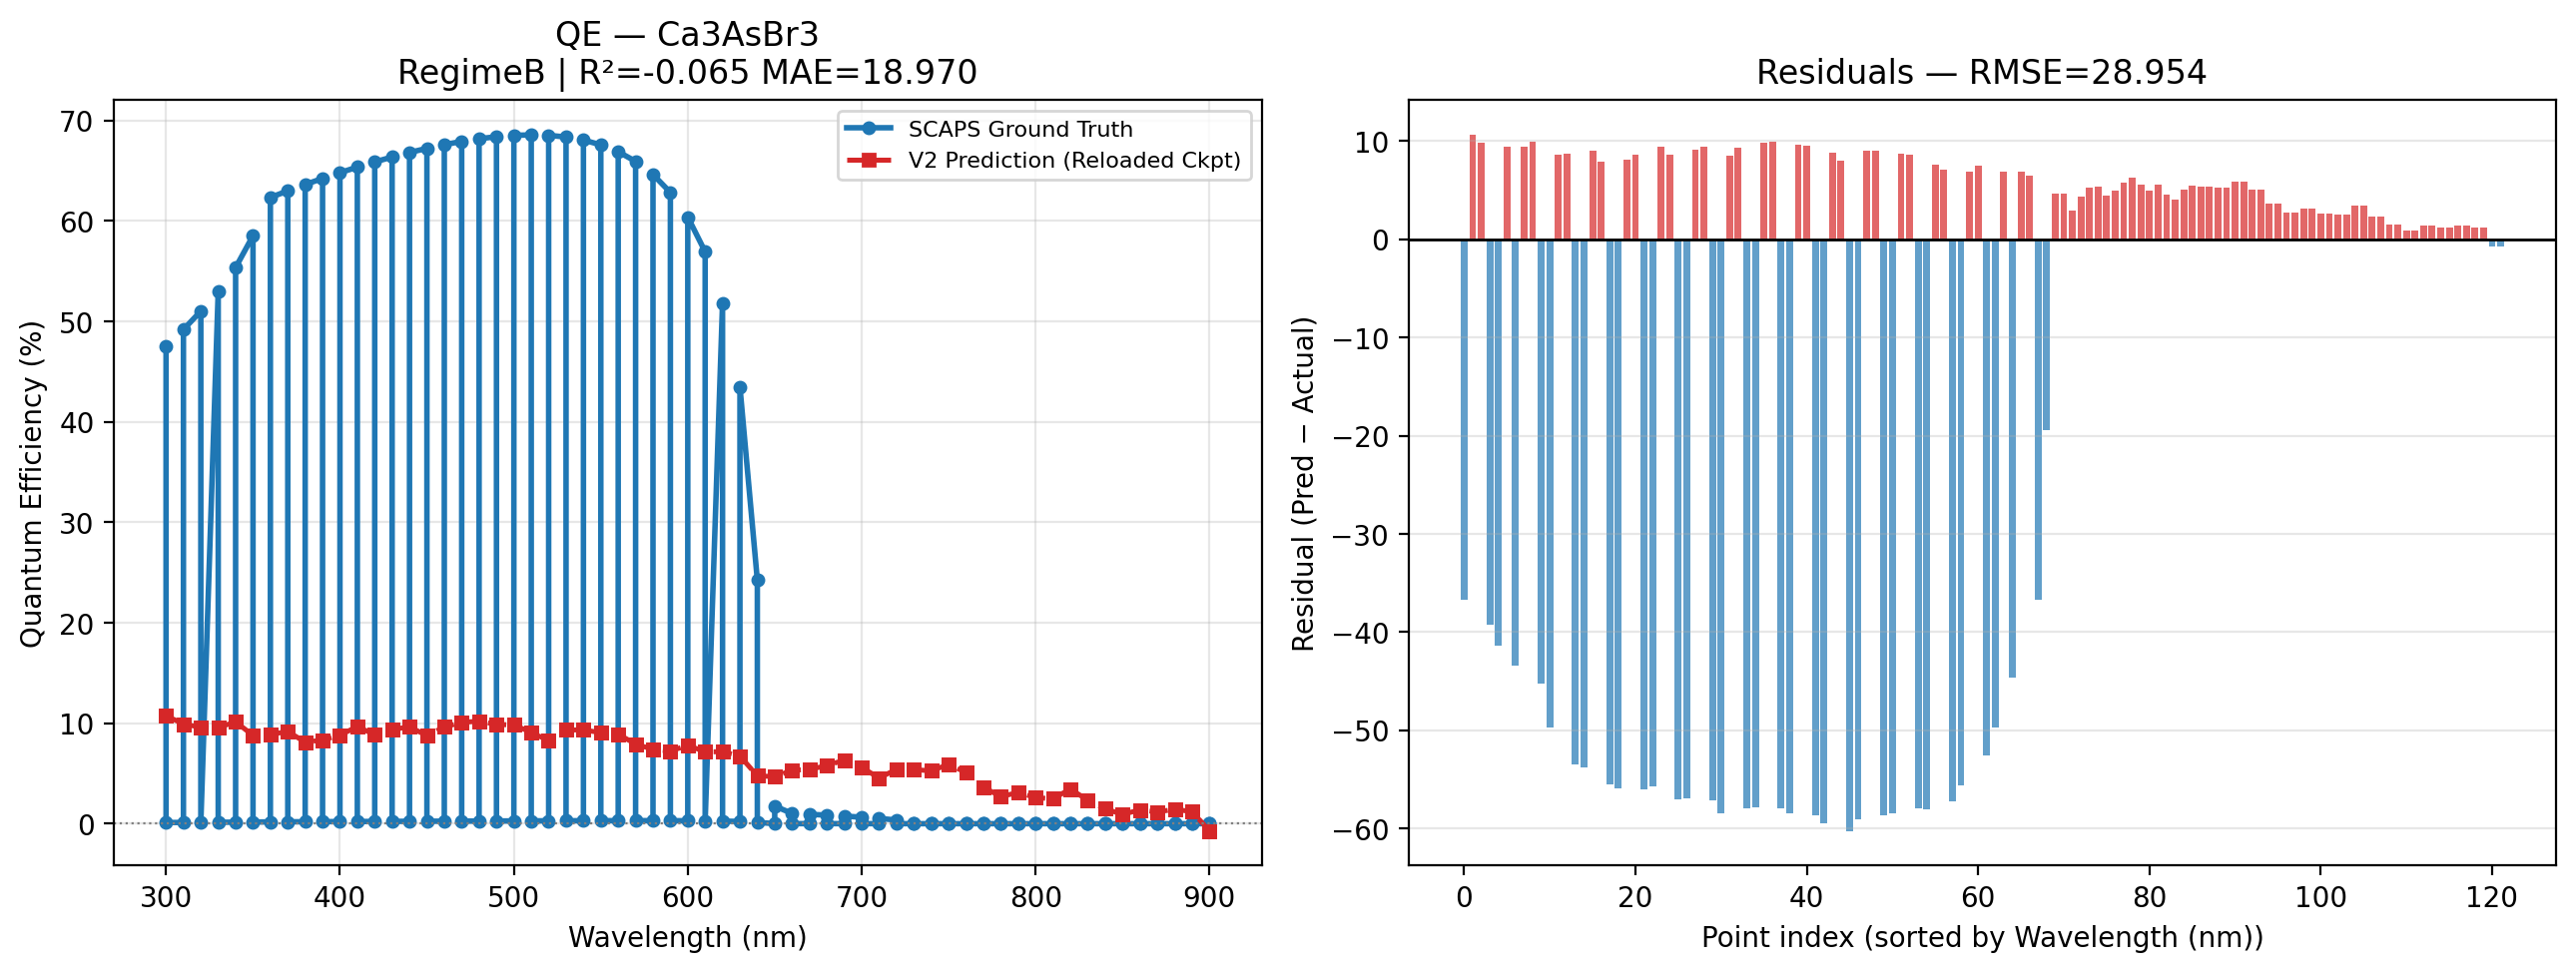 QE — Ca3AsBr3
RegimeB | R²=-0.065 MAE=18.970
SCAPS Ground Truth
V2 Prediction (Reloaded Ckpt)
Quantum Efficiency (%)
70
60
50
40
30
20
10
0
300 400 500 600 700 800 900
Wavelength (nm)
Residuals — RMSE=28.954
Residual (Pred − Actual)
10
0
−10
−20
−30
−40
−50
−60
0 20 40 60 80 100 120
Point index (sorted by Wavelength (nm))